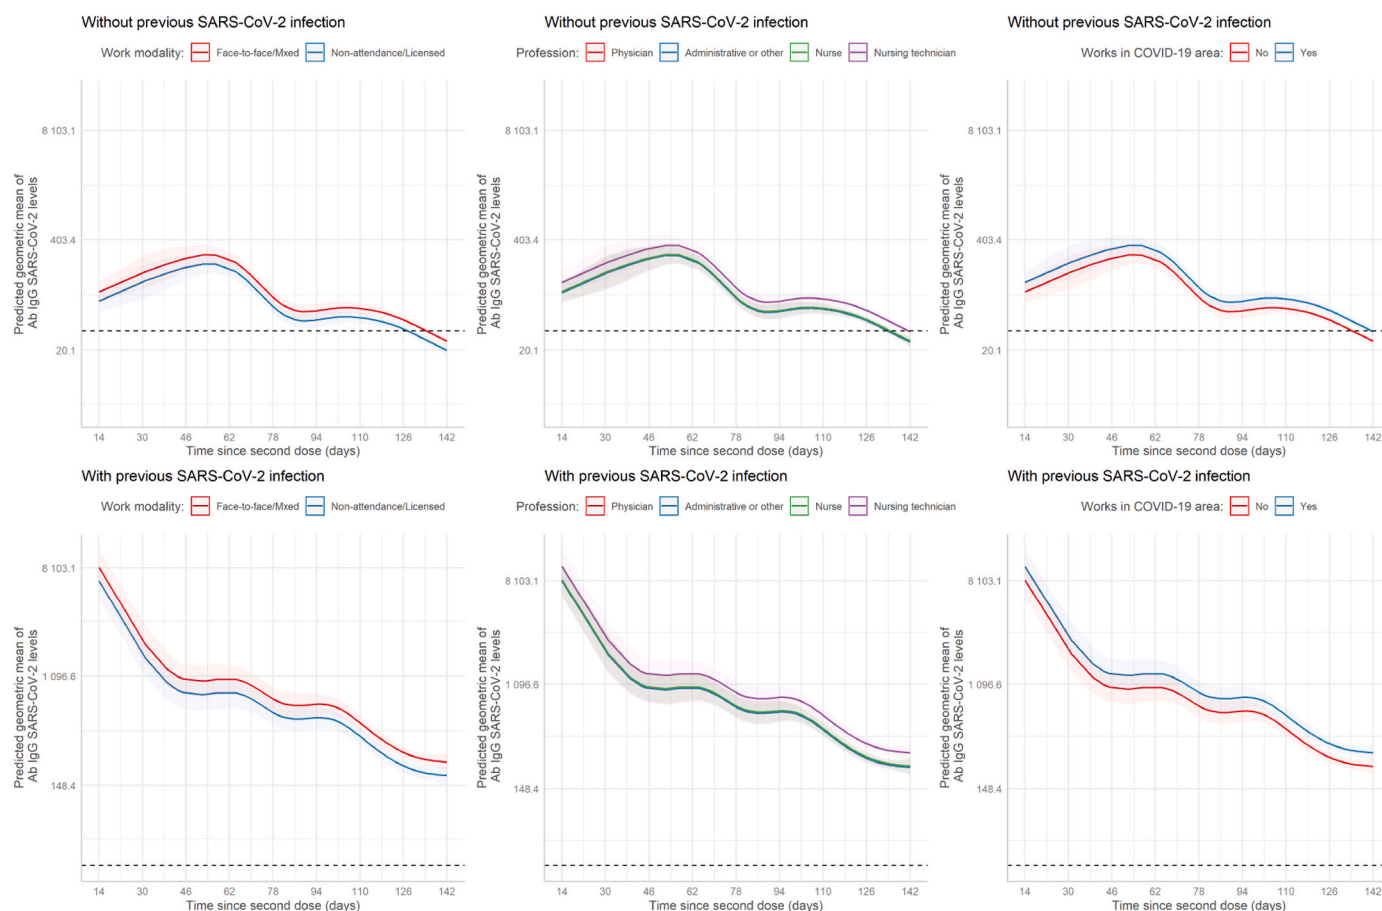 Without previous SARS-CoV-2 infection
Work modality: Face-to-face/Mxed Non-attendance/Licensed
Predicted geometric mean of
Ab IgG SARS-CoV-2 levels
8 103.1
403.4
20.1
14 30 46 62 78 94 110 126 142
Time since second dose (days)
Without previous SARS-CoV-2 infection
Profession: Physician Administrative or other Nurse Nursing technician
Predicted geometric mean of
Ab IgG SARS-CoV-2 levels
8 103.1
403.4
20.1
14 30 46 62 78 94 110 126 142
Time since second dose (days)
Without previous SARS-CoV-2 infection
Works in COVID-19 area: No Yes
Predicted geometric mean of
Ab IgG SARS-CoV-2 levels
8 103.1
403.4
20.1
14 30 46 62 78 94 110 126 142
Time since second dose (days)
With previous SARS-CoV-2 infection
Work modality: Face-to-face/Mxed Non-attendance/Licensed
Predicted geometric mean of
Ab IgG SARS-CoV-2 levels
8 103.1
1 096.6
148.4
14 30 46 62 78 94 110 126 142
Time since second dose (days)
With previous SARS-CoV-2 infection
Profession: Physician Administrative or other Nurse Nursing technician
Predicted geometric mean of
Ab IgG SARS-CoV-2 levels
8 103.1
1 096.6
148.4
14 30 46 62 78 94 110 126 142
Time since second dose (days)
With previous SARS-CoV-2 infection
Works in COVID-19 area: No Yes
Predicted geometric mean of
Ab IgG SARS-CoV-2 levels
8 103.1
1 096.6
148.4
14 30 46 62 78 94 110 126 142
Time since second dose (days)